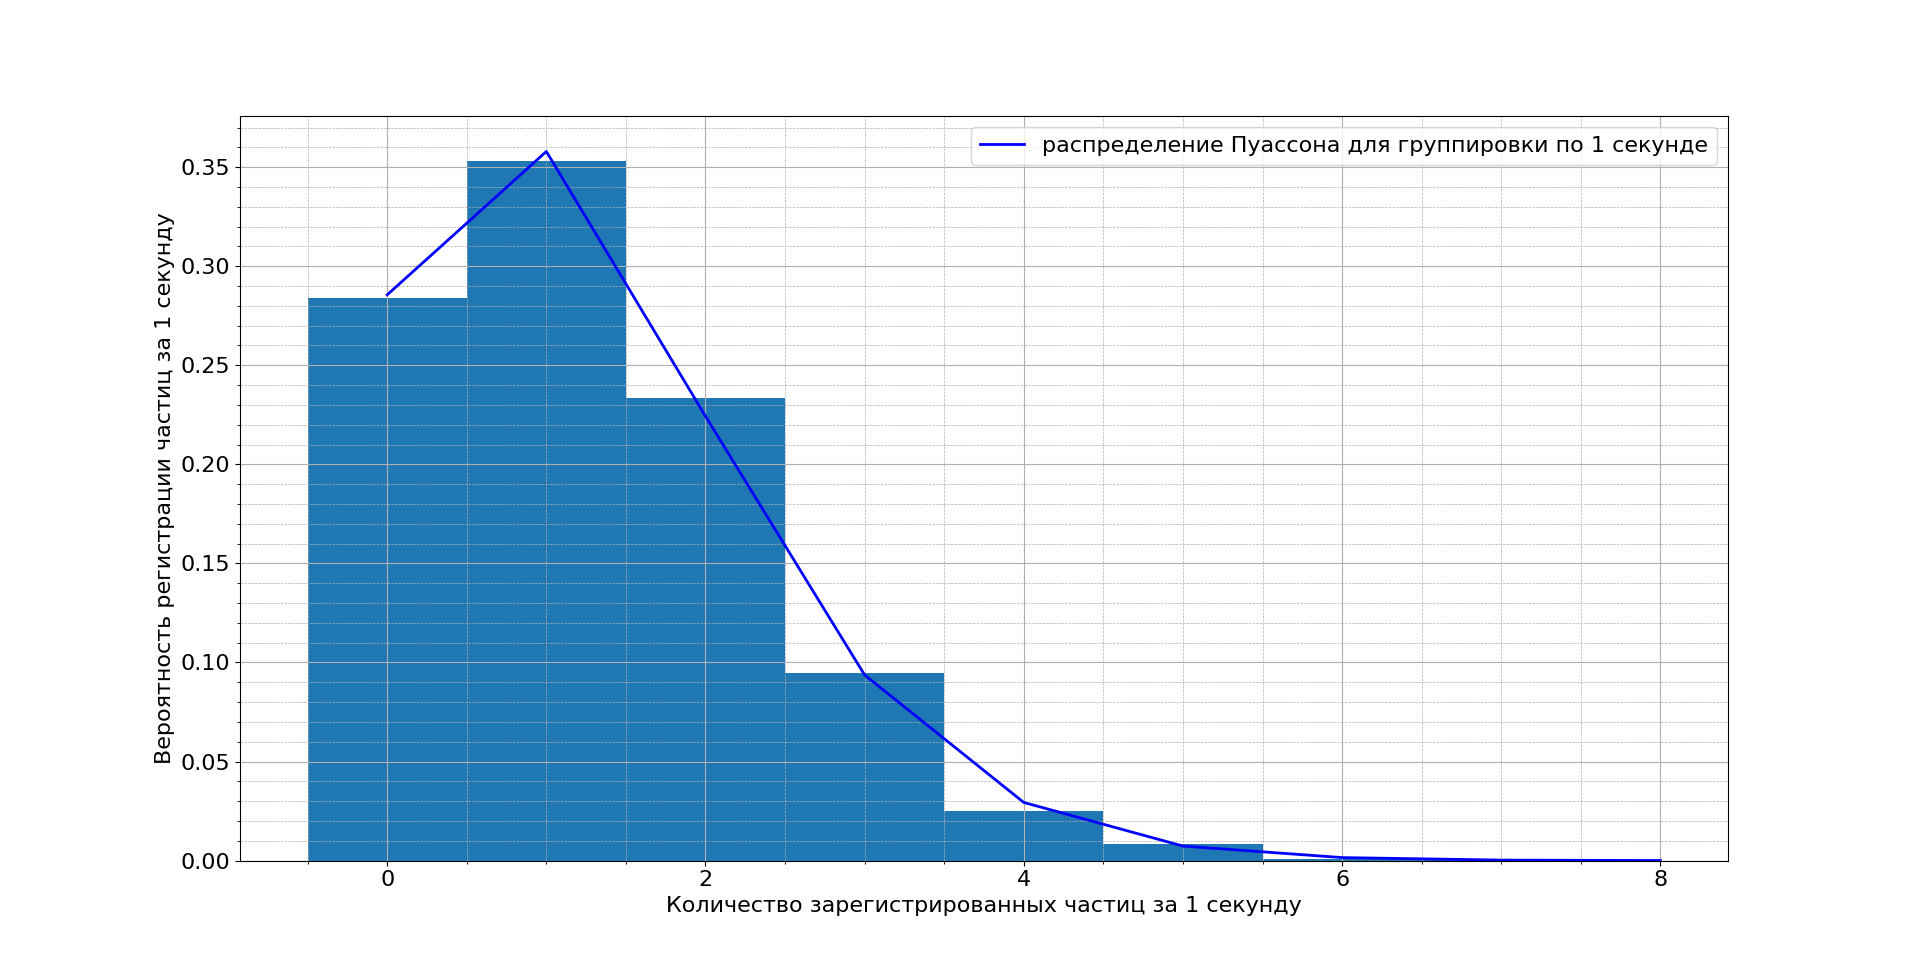 распределение Пуассона для группировки по 1 секунде
Вероятность регистрации частиц за 1 секунду
0.35
0.30
0.25
0.20
0.15
0.10
0.05
0.00
0 2 4 6 8
Количество зарегистрированных частиц за 1 секунду